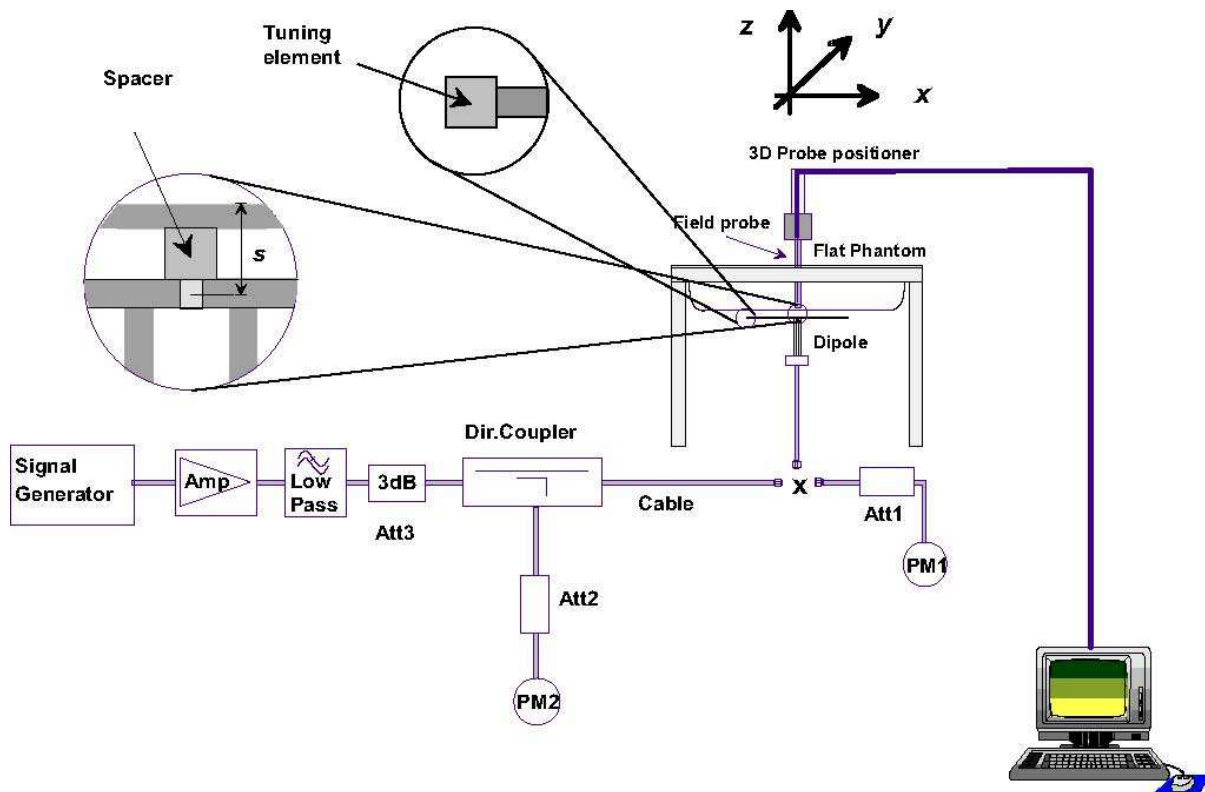 Tuning
element
Spacer
s
z
y
x
3D Probe positioner
Field probe
Flat Phantom
Dipole
Dir.Coupler
Signal
Generator
Amp
Low
Pass
3dB
Att3
Cable
x
Att1
PM1
Att2
PM2